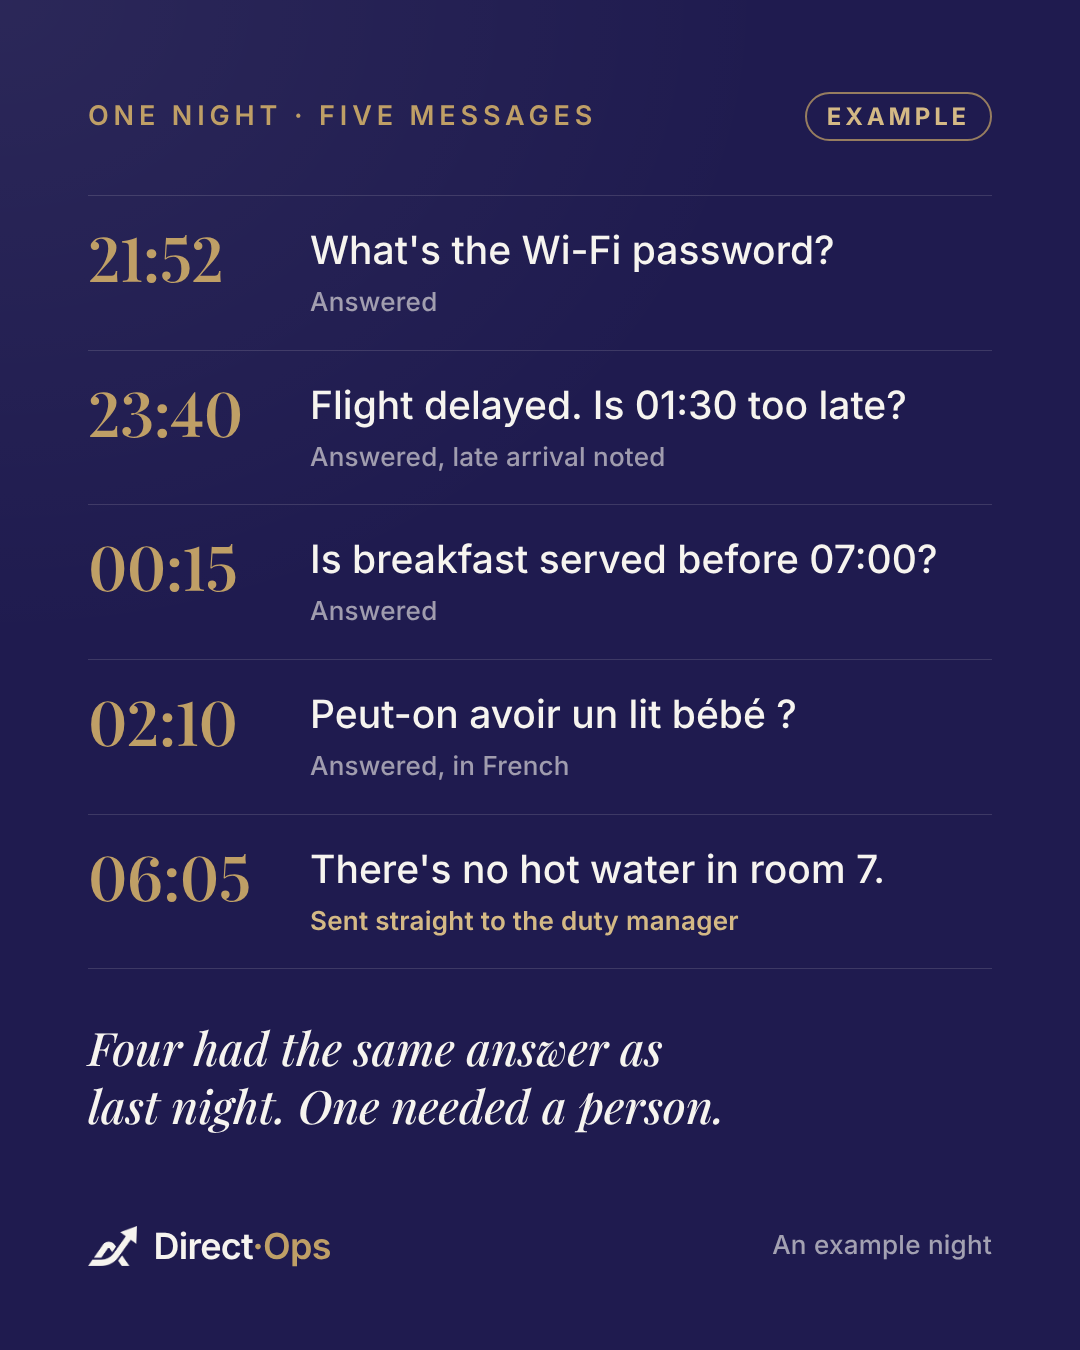 ONE NIGHT · FIVE MESSAGES
EXAMPLE
21:52
What's the Wi-Fi password?
Answered
23:40
Flight delayed. Is 01:30 too late?
Answered, late arrival noted
00:15
Is breakfast served before 07:00?
Answered
02:10
Peut-on avoir un lit bébé ?
Answered, in French
06:05
There's no hot water in room 7.
Sent straight to the duty manager
Four had the same answer as
last night. One needed a person.
Direct·Ops
An example night